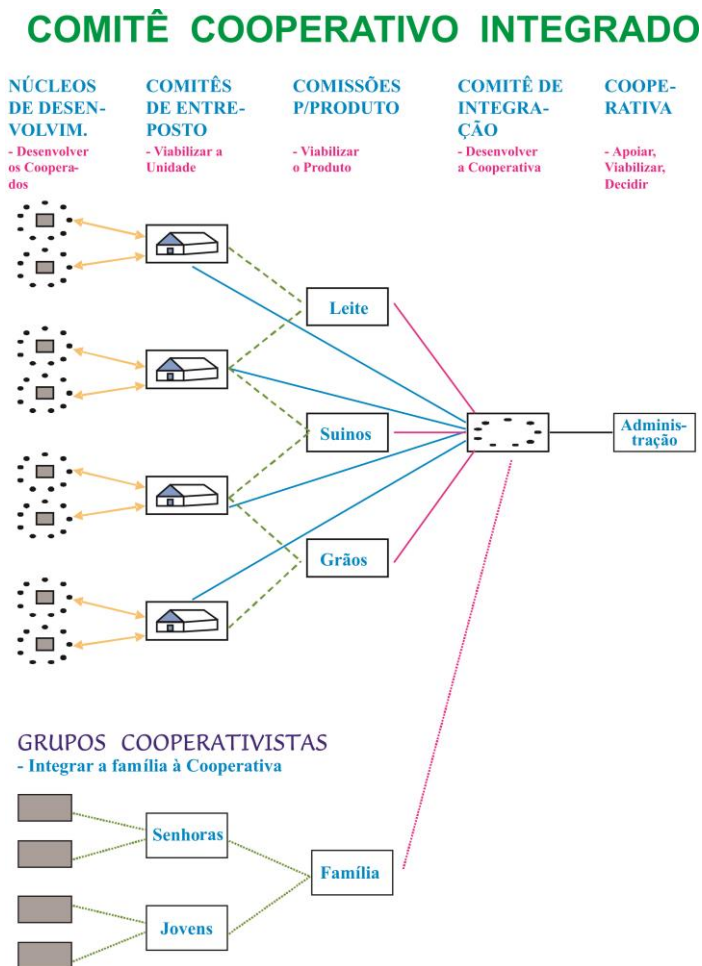 COMITÊ COOPERATIVO INTEGRADO
NÚCLEOS
DE DESEN-
VOLVIM.
- Desenvolver
os Coopera-
dos
COMITÊS
DE ENTRE-
POSTO
- Viabilizar a
Unidade
COMISSÕES
P/PRODUTO
- Viabilizar
o Produto
COMITÊ DE
INTEGRA-
ÇÃO
- Desenvolver
a Cooperativa
COOPE-
RATIVA
- Apoiar,
Viabilizar,
Decidir
Leite
Suinos
Grãos
Adminis-
tração
GRUPOS COOPERATIVISTAS
- Integrar a família à Cooperativa
Senhoras
Jovens
Família